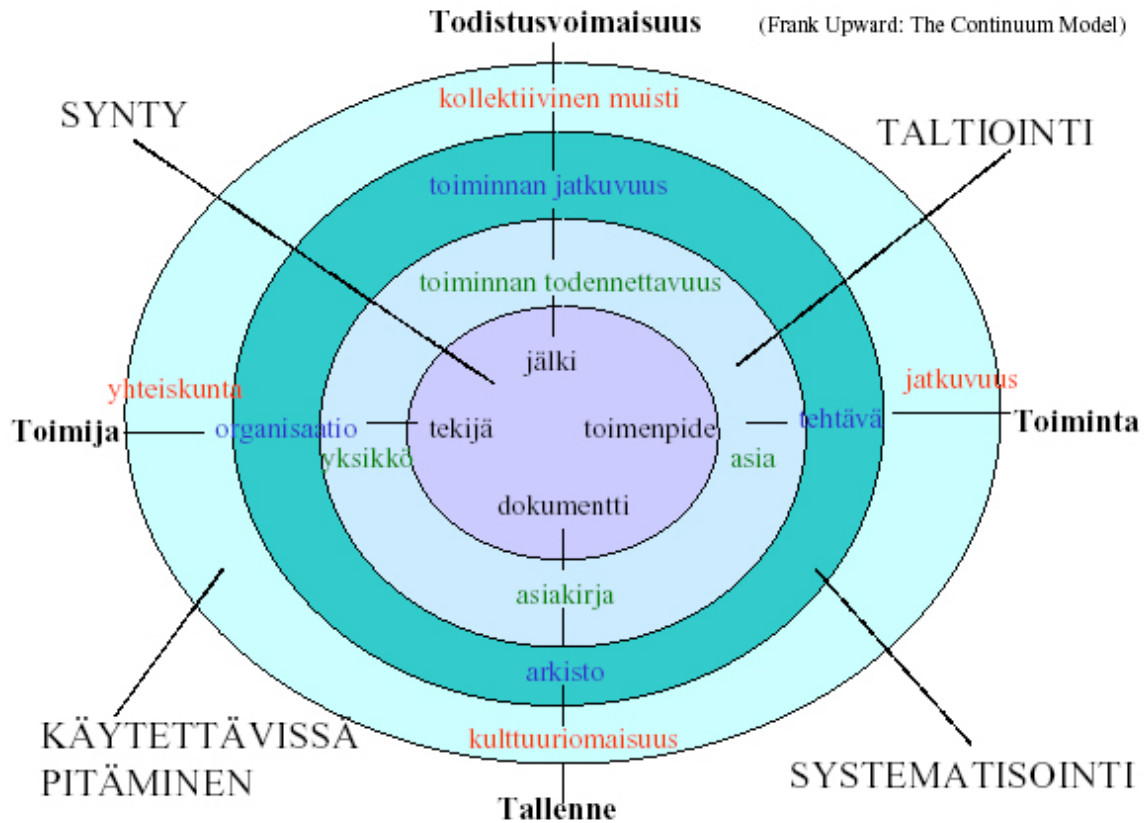 Todistusvoimaisuus
(Frank Upward: The Continuum Model)
kollektiivinen muisti
SYNTY
TALTIOINTI
toiminnan jatkuvuus
toiminnan todennettavuus
jälki
yhteiskunta
jatkuvuus
Toimija
organisaatio
tekijä
toimenpide
tehtävä
Toiminta
yksikkö
asia
dokumentti
asiakirja
arkisto
KÄYTETTÄVISSÄ
PITÄMINEN
kulttuuriomaisuus
SYSTEMATISOINTI
Tallenne